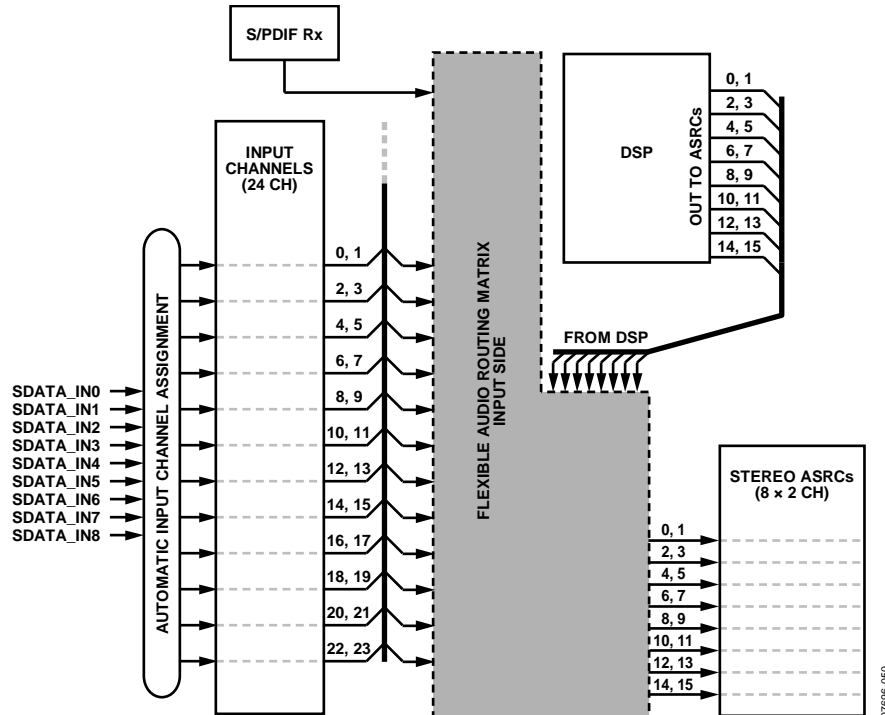 S/PDIF Rx
INPUT
CHANNELS
(24 CH)
DSP
OUT TO ASRCs
0, 1
2, 3
4, 5
6, 7
8, 9
10, 11
12, 13
14, 15
FROM DSP
SDATA_IN0
SDATA_IN1
SDATA_IN2
SDATA_IN3
SDATA_IN4
SDATA_IN5
SDATA_IN6
SDATA_IN7
SDATA_IN8
AUTOMATIC INPUT CHANNEL ASSIGNMENT
0, 1
2, 3
4, 5
6, 7
8, 9
10, 11
12, 13
14, 15
16, 17
18, 19
20, 21
22, 23
FLEXIBLE AUDIO ROUTING MATRIX
INPUT SIDE
0, 1
2, 3
4, 5
6, 7
8, 9
10, 11
12, 13
14, 15
STEREO ASRCs
(8 × 2 CH)
07696-059